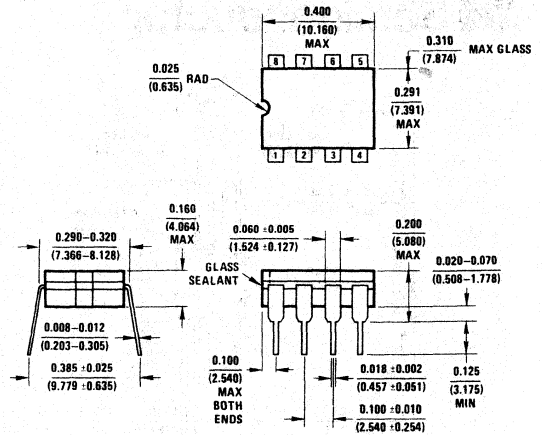 0.400
(10.160)
MAX
0.310
(7.874)
MAX GLASS
8 7 6 5
0.025
(0.635)
RAD
0.291
(7.391)
MAX
1 2 3 4
0.290–0.320
(7.366–8.128)
0.160
(4.064)
MAX
0.060 ±0.005
(1.524 ±0.127)
0.200
(5.080)
MAX
0.020–0.070
(0.508–1.778)
GLASS
SEALANT
0.008–0.012
(0.203–0.305)
0.385 ±0.025
(9.779 ±0.635)
0.100
(2.540)
MAX
BOTH
ENDS
0.018 ±0.002
(0.457 ±0.051)
0.100 ±0.010
(2.540 ±0.254)
0.125
(3.175)
MIN